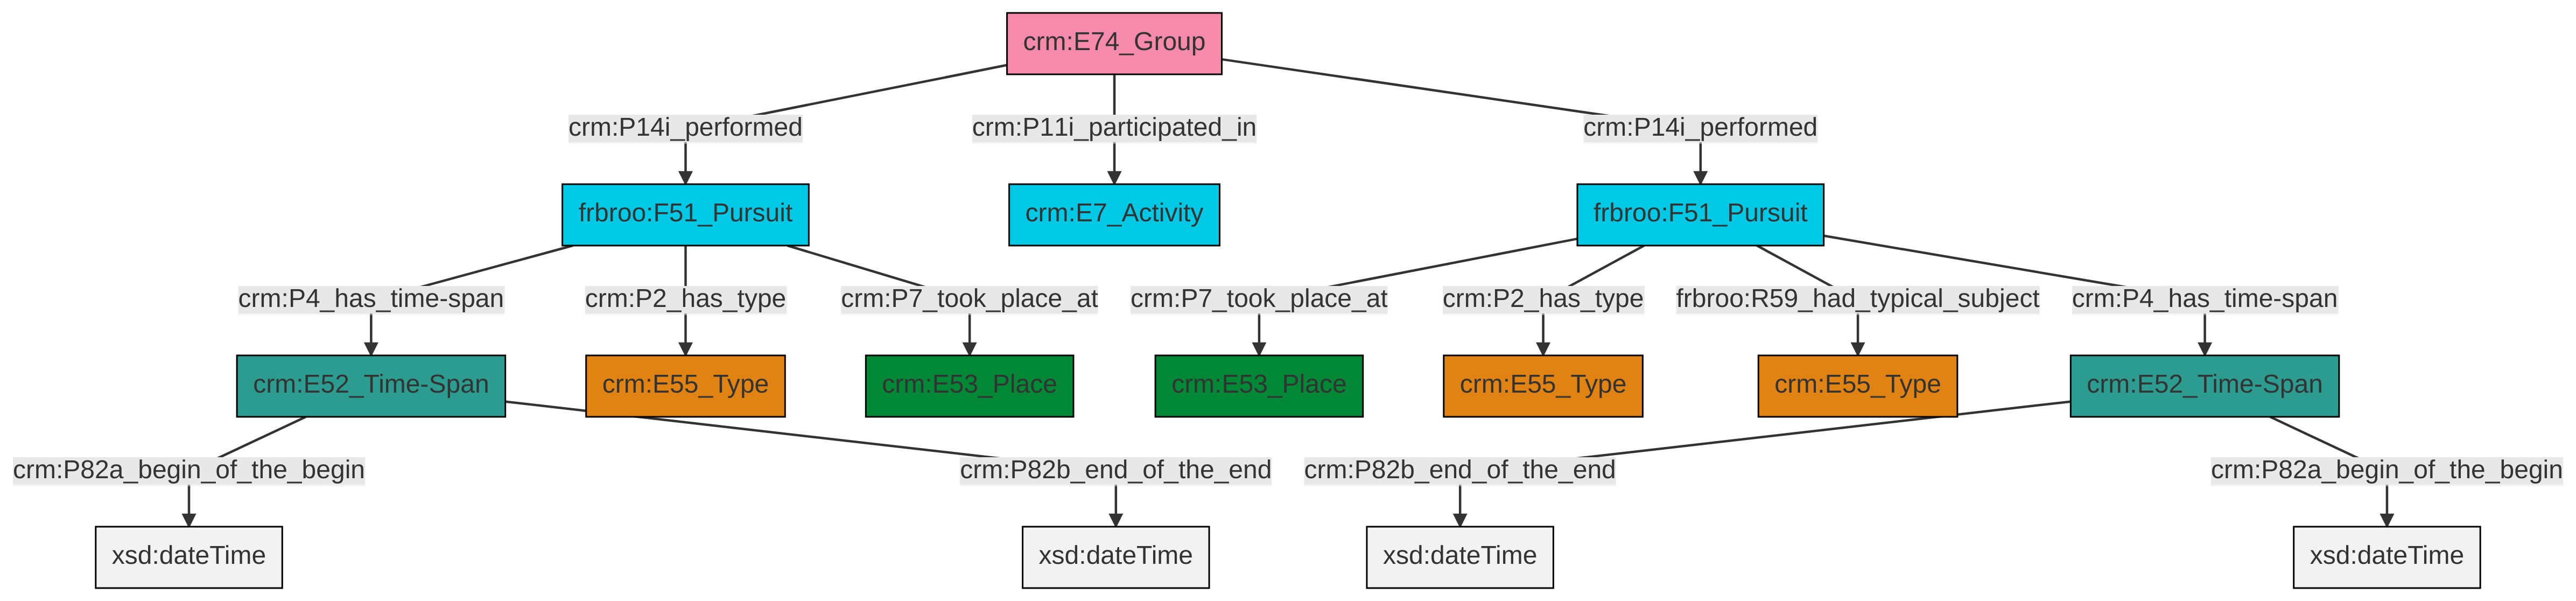 crm:E74_Group
crm:P14i_performed
crm:P11i_participated_in
crm:P14i_performed
frbroo:F51_Pursuit
crm:E7_Activity
frbroo:F51_Pursuit
crm:P4_has_time-span
crm:P2_has_type
crm:P7_took_place_at
crm:P7_took_place_at
crm:P2_has_type
frbroo:R59_had_typical_subject
crm:P4_has_time-span
crm:E52_Time-Span
crm:E55_Type
crm:E53_Place
crm:E53_Place
crm:E55_Type
crm:E55_Type
crm:E52_Time-Span
crm:P82a_begin_of_the_begin
crm:P82b_end_of_the_end
crm:P82b_end_of_the_end
crm:P82a_begin_of_the_begin
xsd:dateTime
xsd:dateTime
xsd:dateTime
xsd:dateTime